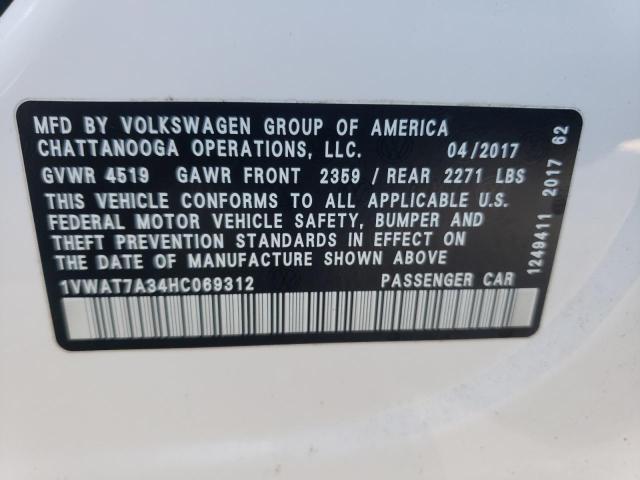 MFD BY VOLKSWAGEN GROUP OF AMERICA
CHATTANOOGA OPERATIONS, LLC. 04/2017
GVWR 4519 GAWR FRONT 2359 / REAR 2271 LBS
THIS VEHICLE CONFORMS TO ALL APPLICABLE U.S.
FEDERAL MOTOR VEHICLE SAFETY, BUMPER AND
THEFT PREVENTION STANDARDS IN EFFECT ON
THE DATE OF MANUFACTURE SHOWN ABOVE
1VWAT7A34HC069312 PASSENGER CAR
1249411 2017 62